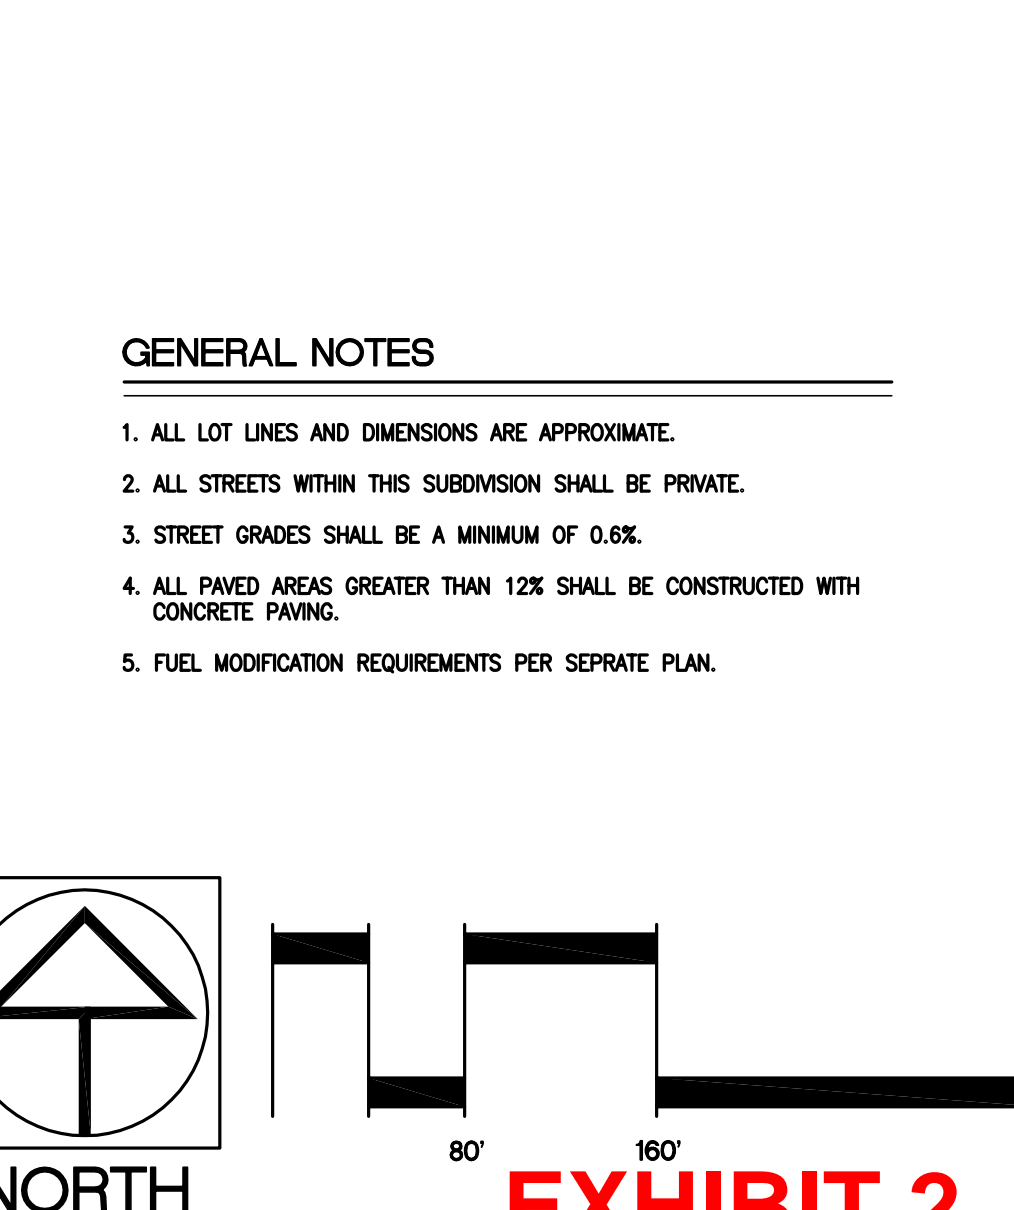 GENERAL NOTES
1. ALL LOT LINES AND DIMENSIONS ARE APPROXIMATE.
2. ALL STREETS WITHIN THIS SUBDIVISION SHALL BE PRIVATE.
3. STREET GRADES SHALL BE A MINIMUM OF 0.6%.
4. ALL PAVED AREAS GREATER THAN 12% SHALL BE CONSTRUCTED WITH
CONCRETE PAVING.
5. FUEL MODIFICATION REQUIREMENTS PER SEPRATE PLAN.
80' 160'
NORTH
EXHIBIT 2